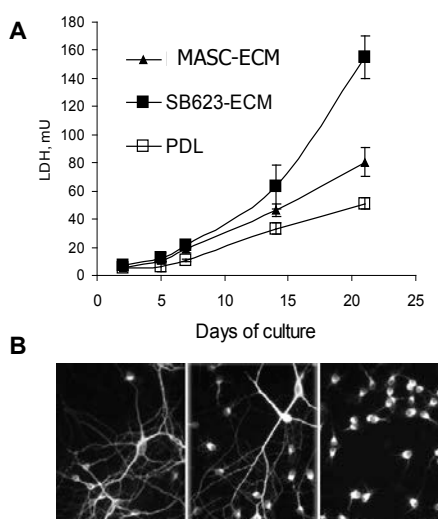 A
180
160
140
120
100
80
60
40
20
0
LDH, mU
MASC-ECM
SB623-ECM
PDL
0 5 10 15 20 25
Days of culture
B